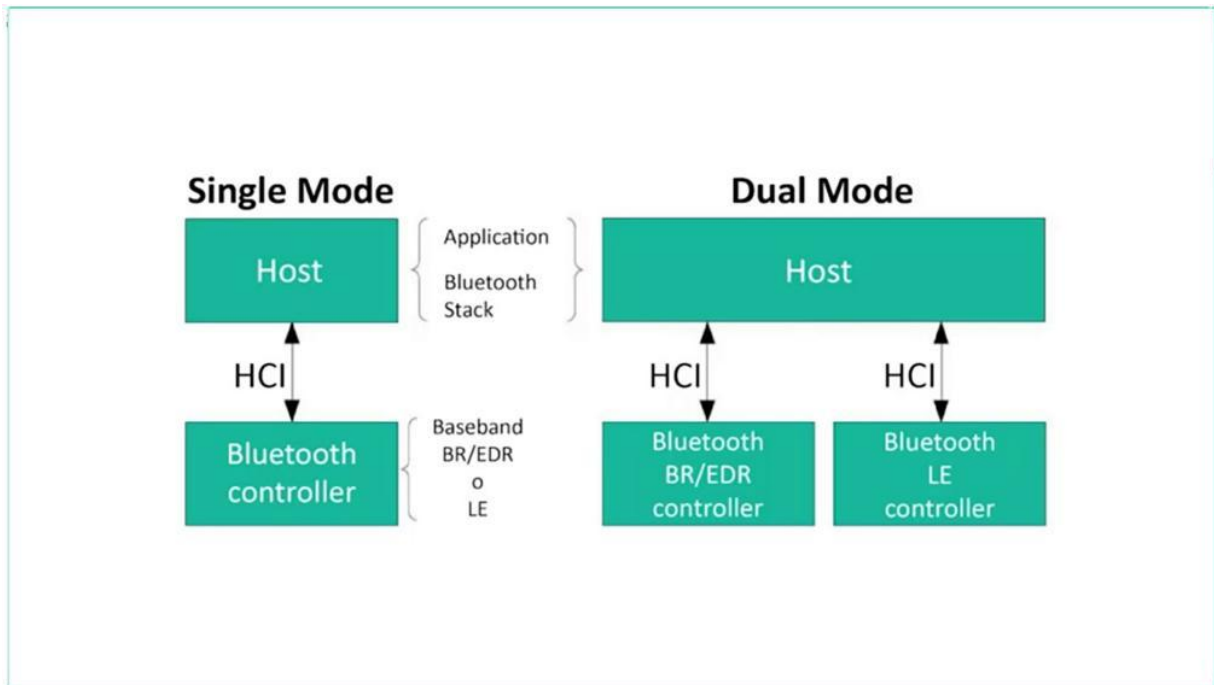 Single Mode
Host
HCI
Bluetooth
controller
Application
Bluetooth
Stack
Baseband
BR/EDR
o
LE
Dual Mode
Host
HCI
HCI
Bluetooth
BR/EDR
controller
Bluetooth
LE
controller